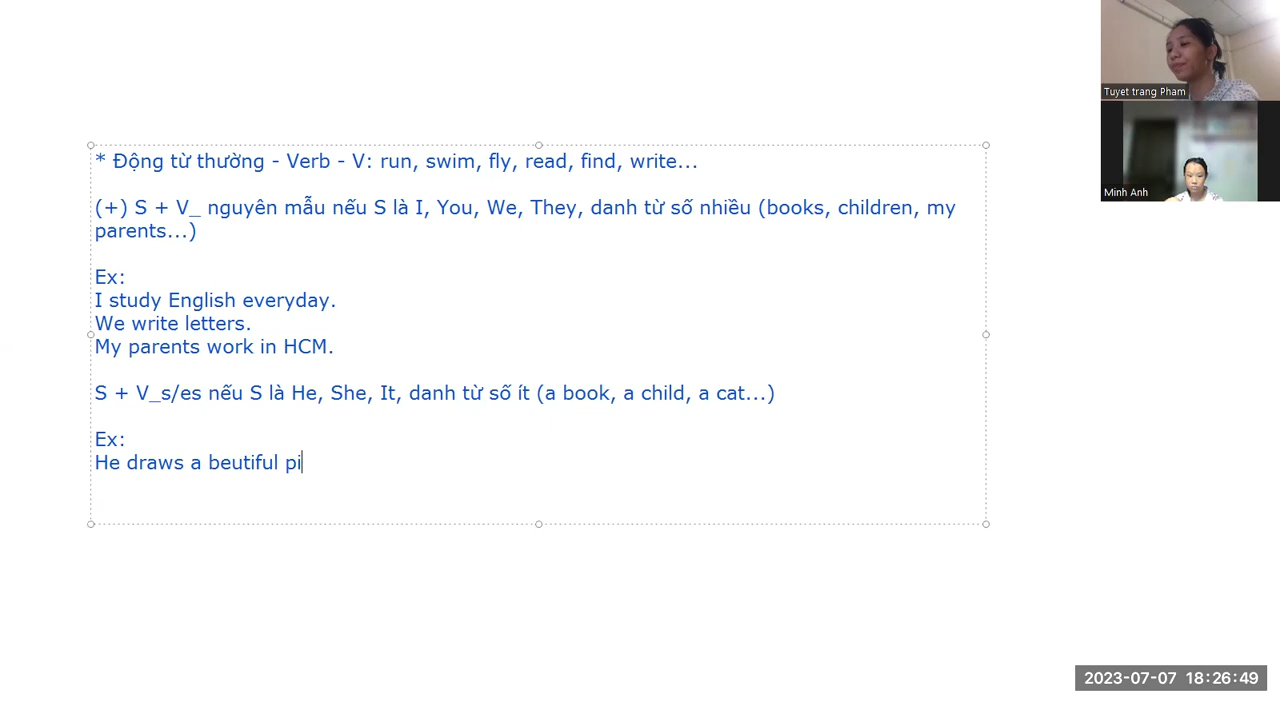 * Động từ thường - Verb - V: run, swim, fly, read, find, write...
(+) S + V_ nguyên mẫu nếu S là I, You, We, They, danh từ số nhiều (books, children, my
parents...)
Ex:
I study English everyday.
We write letters.
My parents work in HCM.
S + V_s/es nếu S là He, She, It, danh từ số ít (a book, a child, a cat...)
Ex:
He draws a beutiful pi
Tuyet trang Pham
Minh Anh
2023-07-07 18:26:49